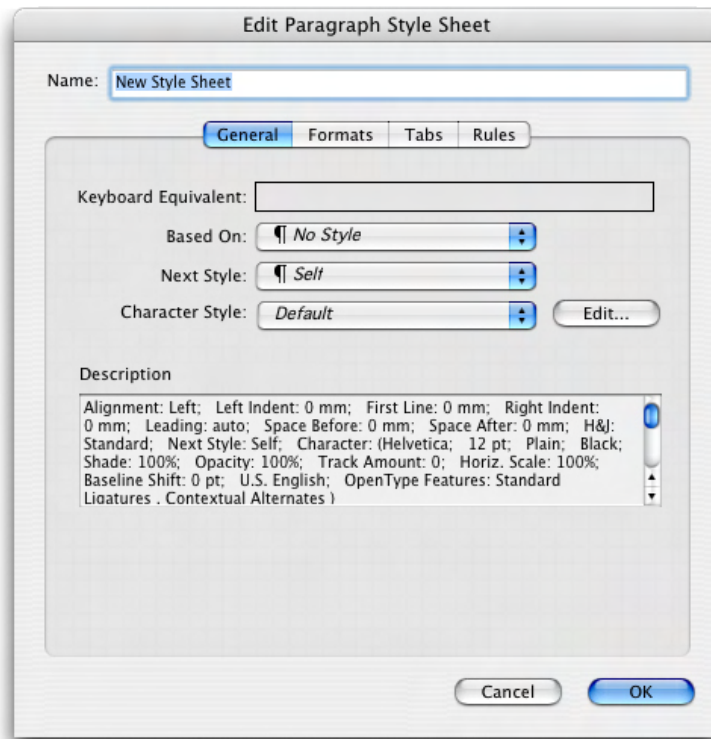 Edit Paragraph Style Sheet
Name: New Style Sheet
General Formats Tabs Rules
Keyboard Equivalent:
Based On: ¶ No Style
Next Style: ¶ Self
Character Style: Default Edit...
Description
Alignment: Left; Left Indent: 0 mm; First Line: 0 mm; Right Indent:
0 mm; Leading: auto; Space Before: 0 mm; Space After: 0 mm; H&J:
Standard; Next Style: Self; Character: (Helvetica; 12 pt; Plain; Black;
Shade: 100%; Opacity: 100%; Track Amount: 0; Horiz. Scale: 100%;
Baseline Shift: 0 pt; U.S. English; OpenType Features: Standard
Ligatures , Contextual Alternates )
Cancel OK